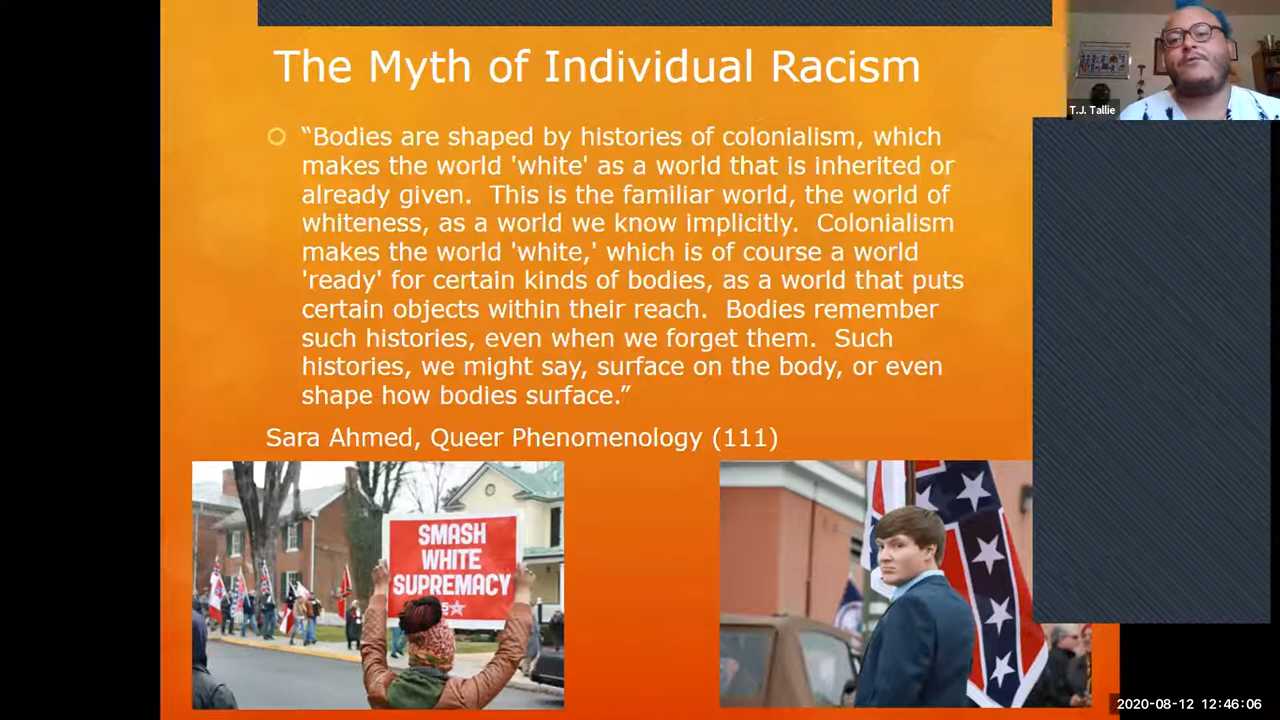 The Myth of Individual Racism
“Bodies are shaped by histories of colonialism, which
makes the world 'white' as a world that is inherited or
already given.  This is the familiar world, the world of
whiteness, as a world we know implicitly.  Colonialism
makes the world 'white,' which is of course a world
'ready' for certain kinds of bodies, as a world that puts
certain objects within their reach.  Bodies remember
such histories, even when we forget them.  Such
histories, we might say, surface on the body, or even
shape how bodies surface.”
Sara Ahmed, Queer Phenomenology (111)
SMASH
WHITE
SUPREMACY
T.J. Tallie
2020-08-12 12:46:06